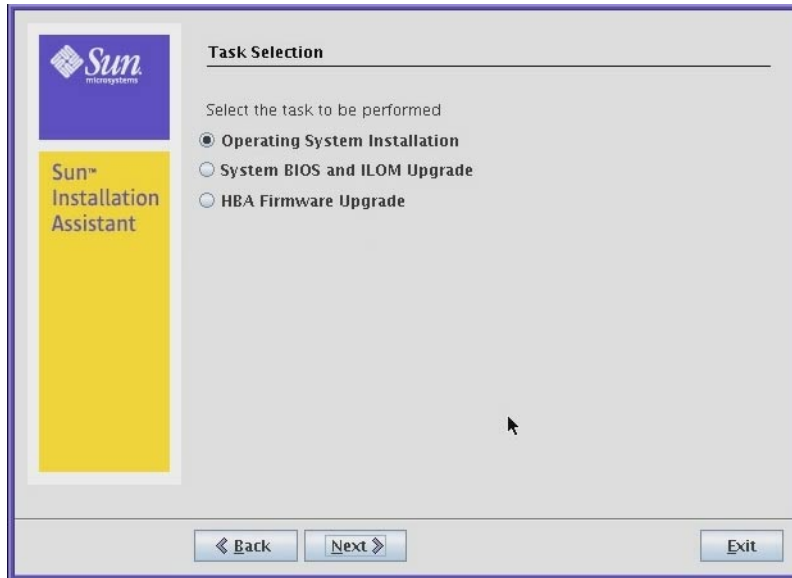 Sun
microsystems
Sun™
Installation
Assistant
Task Selection
Select the task to be performed
Operating System Installation
System BIOS and ILOM Upgrade
HBA Firmware Upgrade
Back
Next
Exit